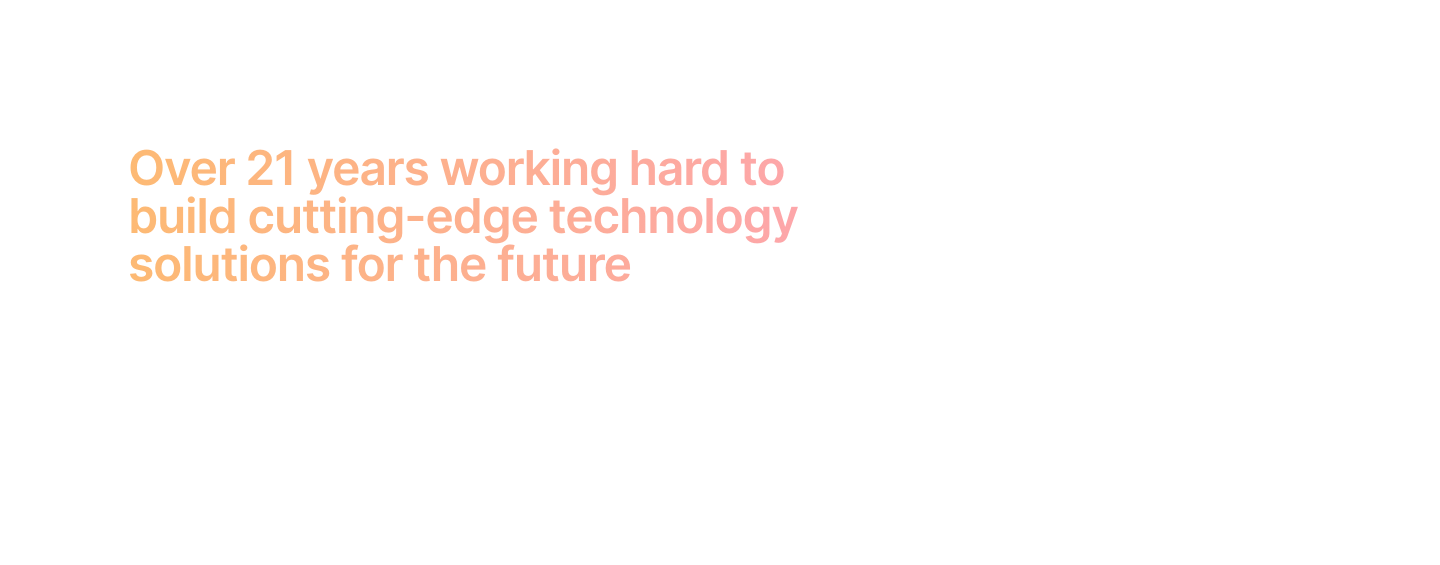 Over 21 years working hard to
build cutting-edge technology
solutions for the future